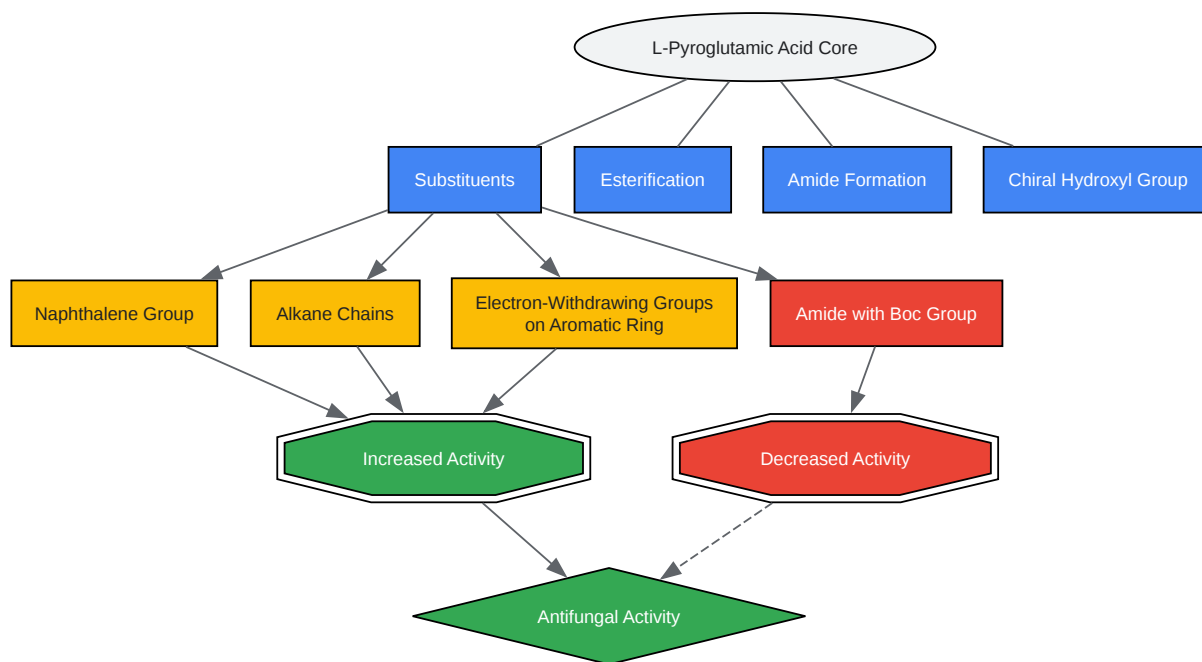 L-Pyroglutamic Acid Core
Substituents
Esterification
Amide Formation
Chiral Hydroxyl Group
Naphthalene Group
Alkane Chains
Electron-Withdrawing Groups
on Aromatic Ring
Amide with Boc Group
Increased Activity
Decreased Activity
Antifungal Activity